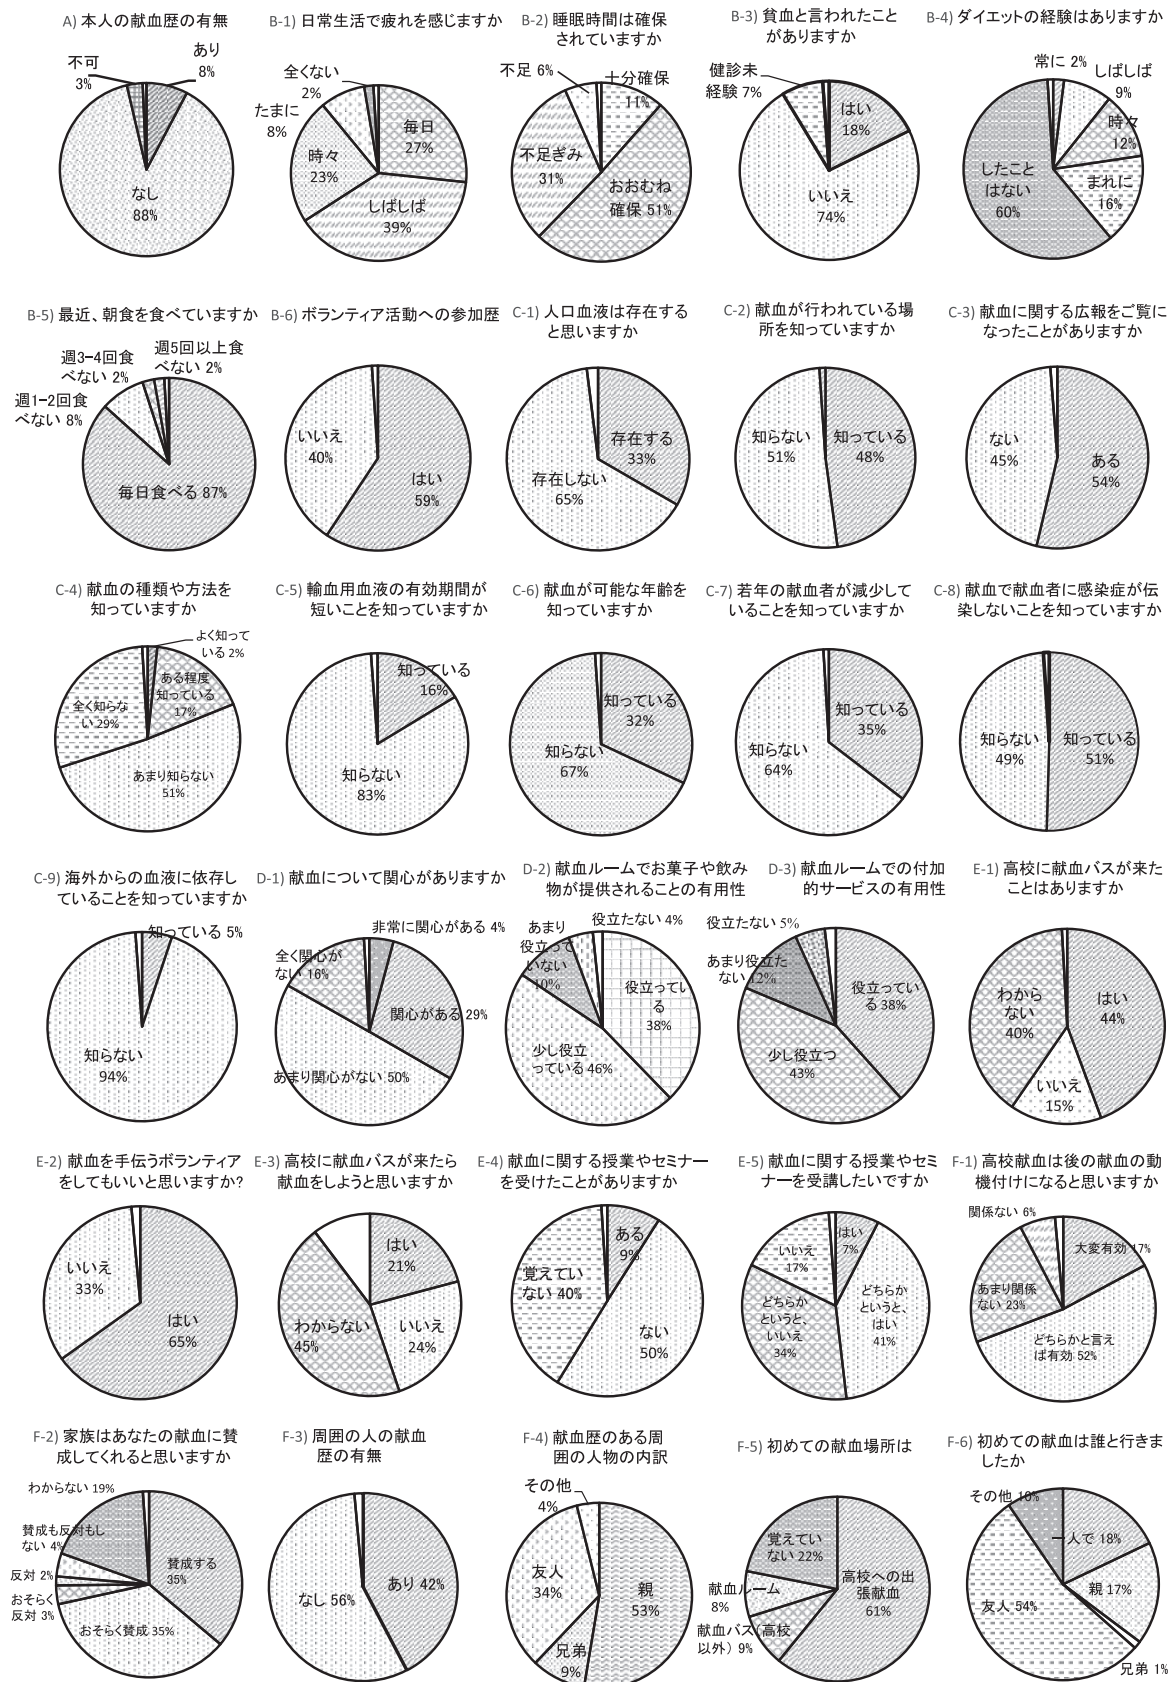 A) 本人の献血歴の有無
不可
3%
あり
8%
なし
88%
B-1) 日常生活で疲れを感じますか
全くない
2%
たまに
8%
時々
23%
毎日
27%
しばしば
39%
B-2) 睡眠時間は確保
されていますか
不足 6%
十分確保
11%
不足ぎみ
31%
おおむね
確保 51%
B-3) 貧血と言われたこと
がありますか
健診未
経験 7%
はい
18%
いいえ
74%
B-4) ダイエットの経験はありますか
常に 2%
しばしば
9%
時々
12%
まれに
16%
したこと
はない
60%
B-5) 最近、朝食を食べていますか
週3-4回食
べない 2%
週5回以上食
べない 2%
週1-2回食
べない 8%
毎日食べる 87%
B-6) ボランティア活動への参加歴
いいえ
40%
はい
59%
C-1) 人口血液は存在する
と思いますか
存在する
33%
存在しない
65%
C-2) 献血が行われている場
所を知っていますか
知らない
51%
知っている
48%
C-3) 献血に関する広報をご覧に
なったことがありますか
ない
45%
ある
54%
C-4) 献血の種類や方法を
知っていますか
よく知って
いる 2%
ある程度
知っている
17%
全く知らな
い 29%
あまり知らない
51%
C-5) 輸血用血液の有効期間が
短いことを知っていますか
知っている
16%
知らない
83%
C-6) 献血が可能な年齢を
知っていますか
知っている
32%
知らない
67%
C-7) 若年の献血者が減少して
いることを知っていますか
知っている
35%
知らない
64%
C-8) 献血で献血者に感染症が伝
染しないことを知っていますか
知らない
49%
知っている
51%
C-9) 海外からの血液に依存し
ていることを知っていますか
知っている 5%
知らない
94%
D-1) 献血について関心がありますか
非常に関心がある 4%
全く関心が
ない 16%
関心がある 29%
あまり関心がない 50%
D-2) 献血ルームでお菓子や飲み
物が提供されることの有用性
役立たない 4%
あまり
役立って
いない
10%
役立ってい
る
38%
少し役立
っている 46%
D-3) 献血ルームでの付加
的サービスの有用性
役立たない 5%
あまり役立た
ない 12%
役立ってい
る 38%
少し役立つ
43%
E-1) 高校に献血バスが来た
ことはありますか
わから
ない
40%
はい
44%
いいえ
15%
E-2) 献血を手伝うボランティア
をしてもいいと思いますか?
いいえ
33%
はい
65%
E-3) 高校に献血バスが来たら
献血をしようと思いますか
はい
21%
わからない
45%
いいえ
24%
E-4) 献血に関する授業やセミナー
を受けたことがありますか
ある
9%
覚えてい
ない 40%
ない
50%
E-5) 献血に関する授業やセミ
ナーを受講したいですか
はい
7%
いいえ
17%
どちらか
というと、
はい
41%
どちらか
というと、
いいえ
34%
F-1) 高校献血は後の献血の動
機付けになると思いますか
関係ない 6%
大変有効 17%
あまり関係
ない 23%
どちらかと言え
ば有効 52%
F-2) 家族はあなたの献血に賛
成してくれると思いますか
わからない 19%
賛成も反対もし
ない 4%
反対 2%
おそらく
反対 3%
賛成する
35%
おそらく賛成 35%
F-3) 周囲の人の献血
歴の有無
なし 56%
あり 42%
F-4) 献血歴のある周
囲の人物の内訳
その他
4%
友人
34%
親
53%
兄弟
9%
F-5) 初めての献血場所は
覚えてい
ない 22%
献血ルーム
8%
献血バス(高校
以外) 9%
高校への出
張献血
61%
F-6) 初めての献血は誰と行きま
したか
その他 10%
一人で 18%
親 17%
友人 54%
兄弟 1%